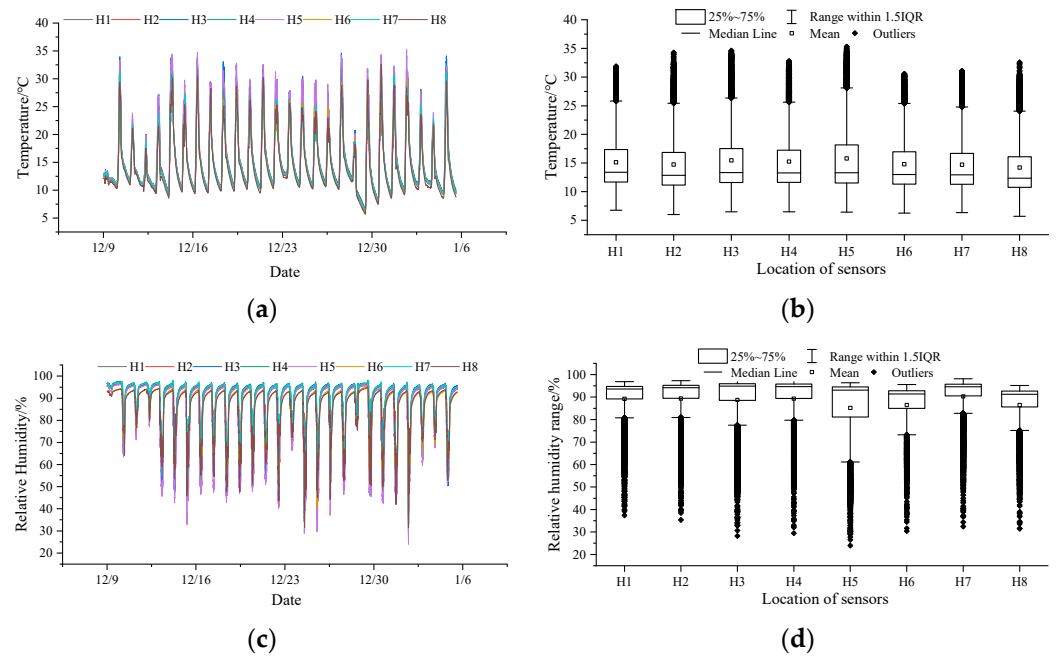 H1 H2 H3 H4 H5 H6 H7 H8
40
35
30
25
20
15
10
5
Temperature/°C
12/9 12/16 12/23 12/30 1/6
Date
(a)
25%~75% Range within 1.5IQR
Median Line Mean Outliers
40
35
30
25
20
15
10
5
Temperature/°C
H1 H2 H3 H4 H5 H6 H7 H8
Location of sensors
(b)
H1 H2 H3 H4 H5 H6 H7 H8
100
90
80
70
60
50
40
30
20
Relative Humidity/%
12/9 12/16 12/23 12/30 1/6
Date
(c)
25%~75% Range within 1.5IQR
Median Line Mean Outliers
100
90
80
70
60
50
40
30
20
Relative humidity range/%
H1 H2 H3 H4 H5 H6 H7 H8
Location of sensors
(d)